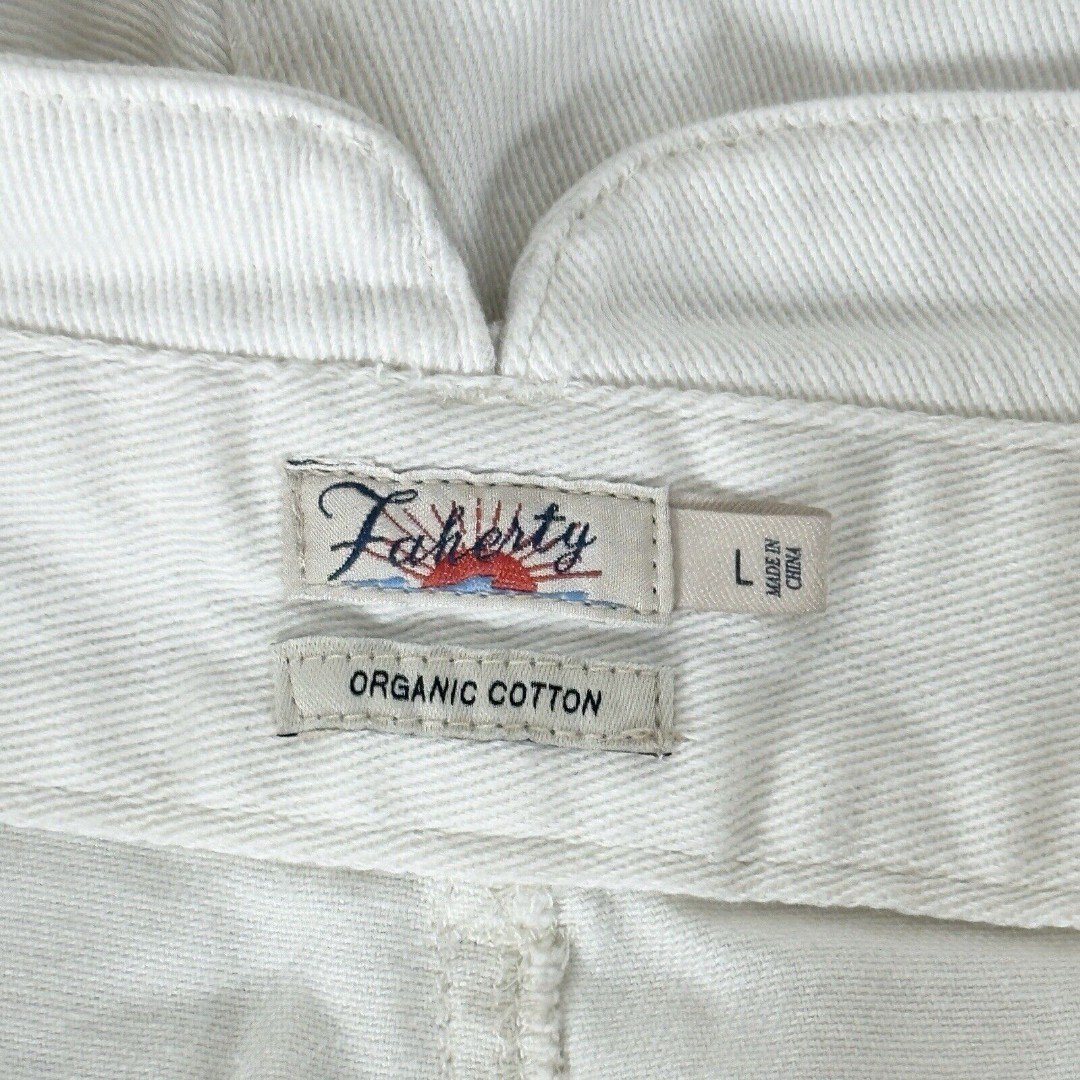 Faherty
L
MADE IN
CHINA
ORGANIC COTTON